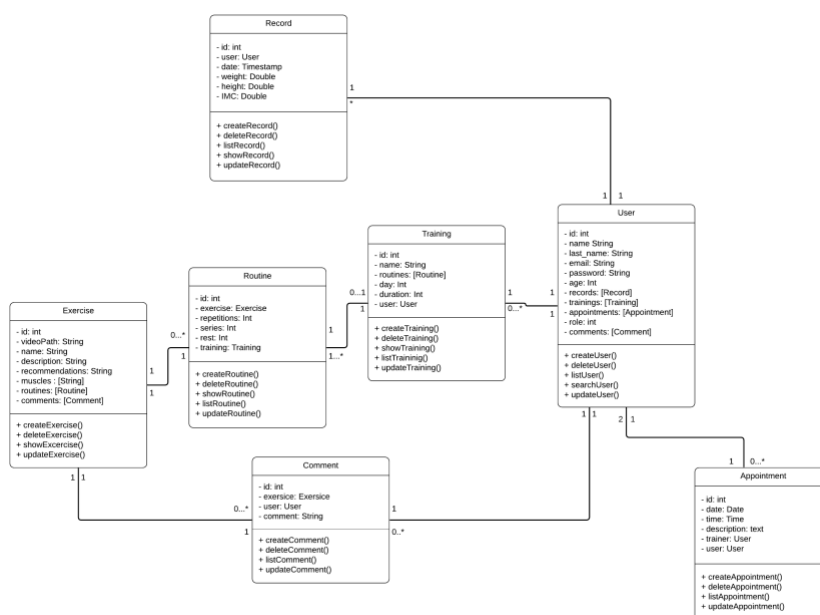 Record
- id: int
- user: User
- date: Timestamp
- weight: Double
- height: Double
- IMC: Double
+ createRecord()
+ deleteRecord()
+ listRecord()
+ showRecord()
+ updateRecord()
1
*
1 1
User
- id: int
- name String
- last_name: String
- email: String
- password: String
- age: Int
- records: [Record]
- trainings: [Training]
- appointments: [Appointment]
- role: int
- comments: [Comment]
+ createUser()
+ deleteUser()
+ listUser()
+ searchUser()
+ updateUser()
Training
- id: int
- name: String
- routines: [Routine]
- day: Int
- duration: Int
- user: User
+ createTraining()
+ deleteTraining()
+ showTraining()
+ listTraininig()
+ updateTraining()
1
0...*
1
1
Routine
- id: int
- exercise: Exercise
- repetitions: Int
- series: Int
- rest: Int
- training: Training
+ createRoutine()
+ deleteRoutine()
+ showRoutine()
+ listRoutine()
+ updateRoutine()
0...1
1
1
1...*
Exercise
- id: int
- videoPath: String
- name: String
- description: String
- recommendations: String
- muscles : [String]
- routines: [Routine]
- comments: [Comment]
+ createExercise()
+ deleteExercise()
+ showExcercise()
+ updateExercise()
0...*
1
1
1
1 1
Comment
- id: int
- exersice: Exersice
- user: User
- comment: String
+ createComment()
+ deleteComment()
+ listComment()
+ updateComment()
0...*
1
1
0..*
1 1
2 1
1 0...*
Appointment
- id: int
- date: Date
- time: Time
- description: text
- trainer: User
- user: User
+ createAppointment()
+ deleteAppointment()
+ listAppointment()
+ updateAppointment()